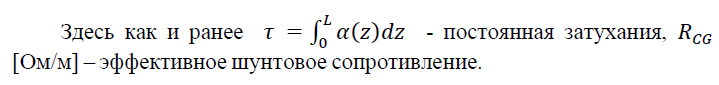 Здесь как и ранее τ = ∫₀ᴸ α(z)dz - постоянная затухания, R_CG
[Ом/м] – эффективное шунтовое сопротивление.